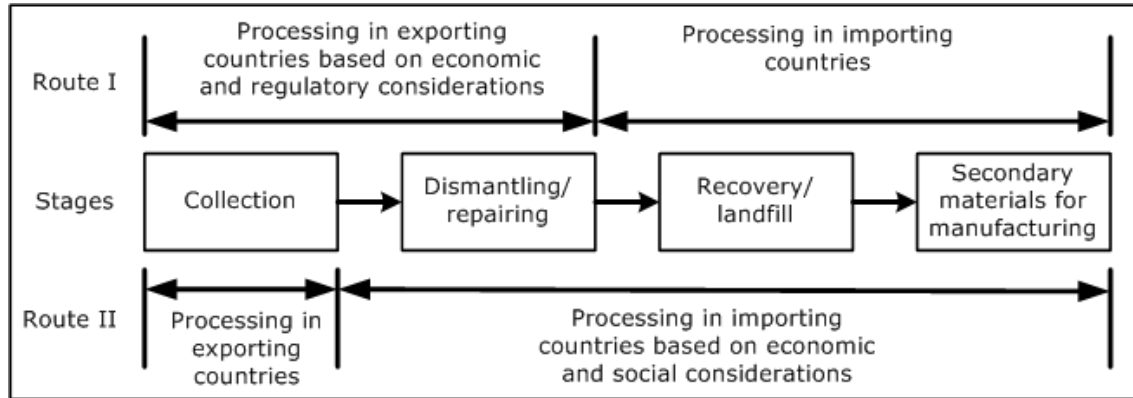 Processing in exporting
countries based on economic
and regulatory considerations
Processing in importing
countries
Route I
Stages
Collection
Dismantling/
repairing
Recovery/
landfill
Secondary
materials for
manufacturing
Route II
Processing in
exporting
countries
Processing in importing
countries based on economic
and social considerations